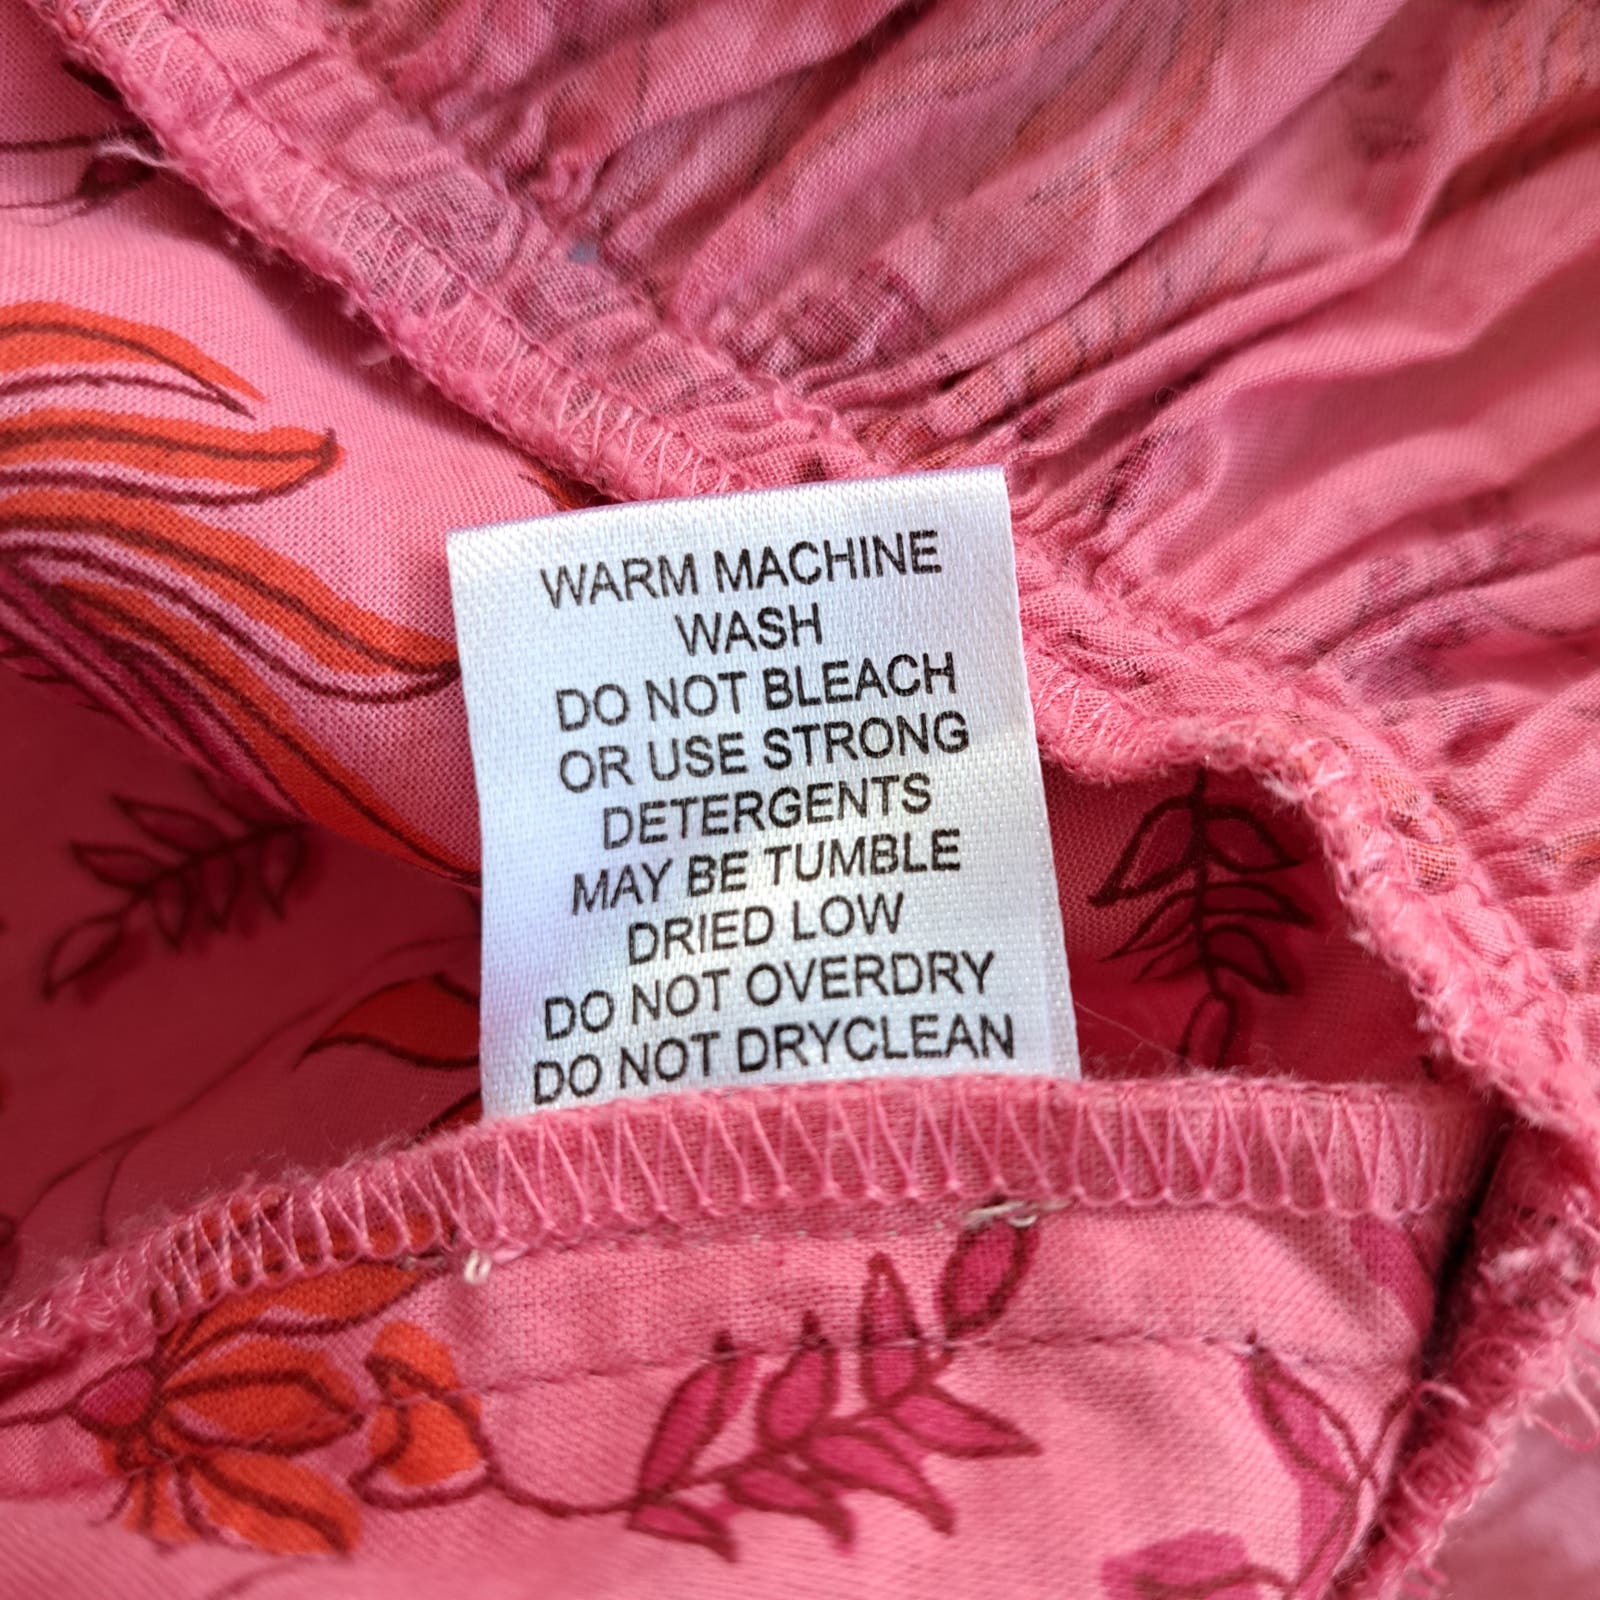 WARM MACHINE
WASH
DO NOT BLEACH
OR USE STRONG
DETERGENTS
MAY BE TUMBLE
DRIED LOW
DO NOT OVERDRY
DO NOT DRYCLEAN